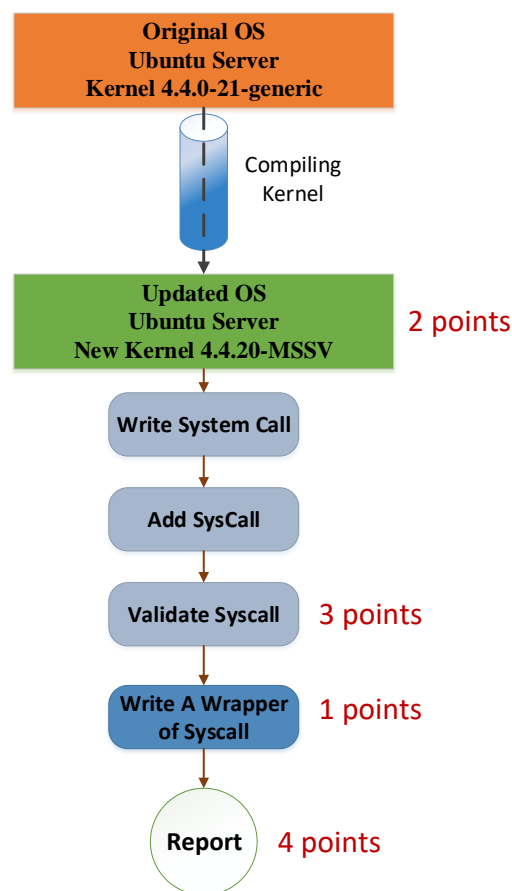 Original OS
Ubuntu Server
Kernel 4.4.0-21-generic
Compiling
Kernel
Updated OS
Ubuntu Server
New Kernel 4.4.20-MSSV
2 points
Write System Call
Add SysCall
Validate Syscall
3 points
Write A Wrapper
of Syscall
1 points
Report
4 points